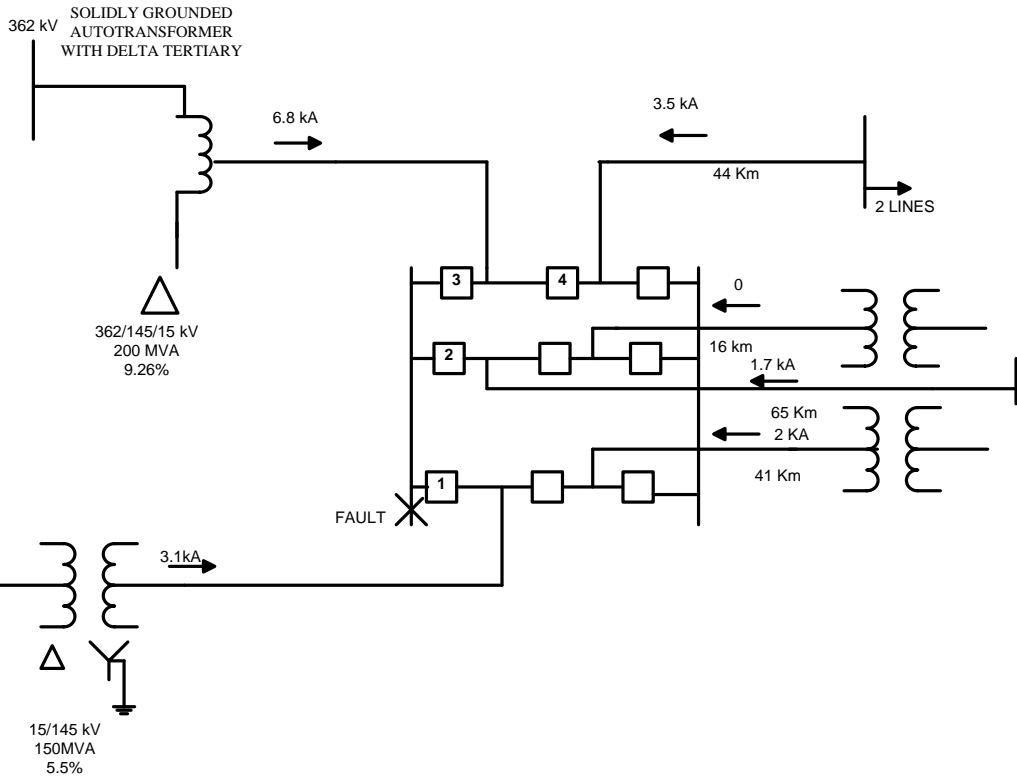 362 kV
SOLIDLY GROUNDED
AUTOTRANSFORMER
WITH DELTA TERTIARY
6.8 kA
3.5 kA
44 Km
2 LINES
3
4
0
362/145/15 kV
200 MVA
9.26%
2
16 km
1.7 kA
65 Km
2 KA
41 Km
1
FAULT
3.1kA
15/145 kV
150MVA
5.5%